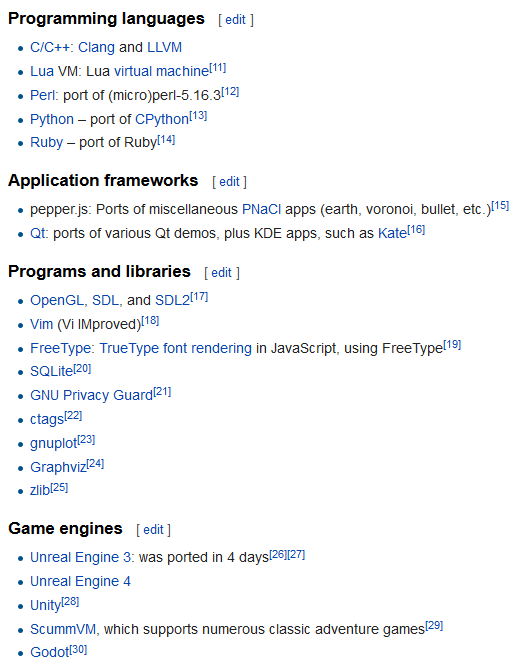 Programming languages [ edit ]
C/C++: Clang and LLVM
Lua VM: Lua virtual machine[11]
Perl: port of (micro)perl-5.16.3[12]
Python – port of CPython[13]
Ruby – port of Ruby[14]
Application frameworks [ edit ]
pepper.js: Ports of miscellaneous PNaCl apps (earth, voronoi, bullet, etc.)[15]
Qt: ports of various Qt demos, plus KDE apps, such as Kate[16]
Programs and libraries [ edit ]
OpenGL, SDL, and SDL2[17]
Vim (Vi IMproved)[18]
FreeType: TrueType font rendering in JavaScript, using FreeType[19]
SQLite[20]
GNU Privacy Guard[21]
ctags[22]
gnuplot[23]
Graphviz[24]
zlib[25]
Game engines [ edit ]
Unreal Engine 3: was ported in 4 days[26][27]
Unreal Engine 4
Unity[28]
ScummVM, which supports numerous classic adventure games[29]
Godot[30]